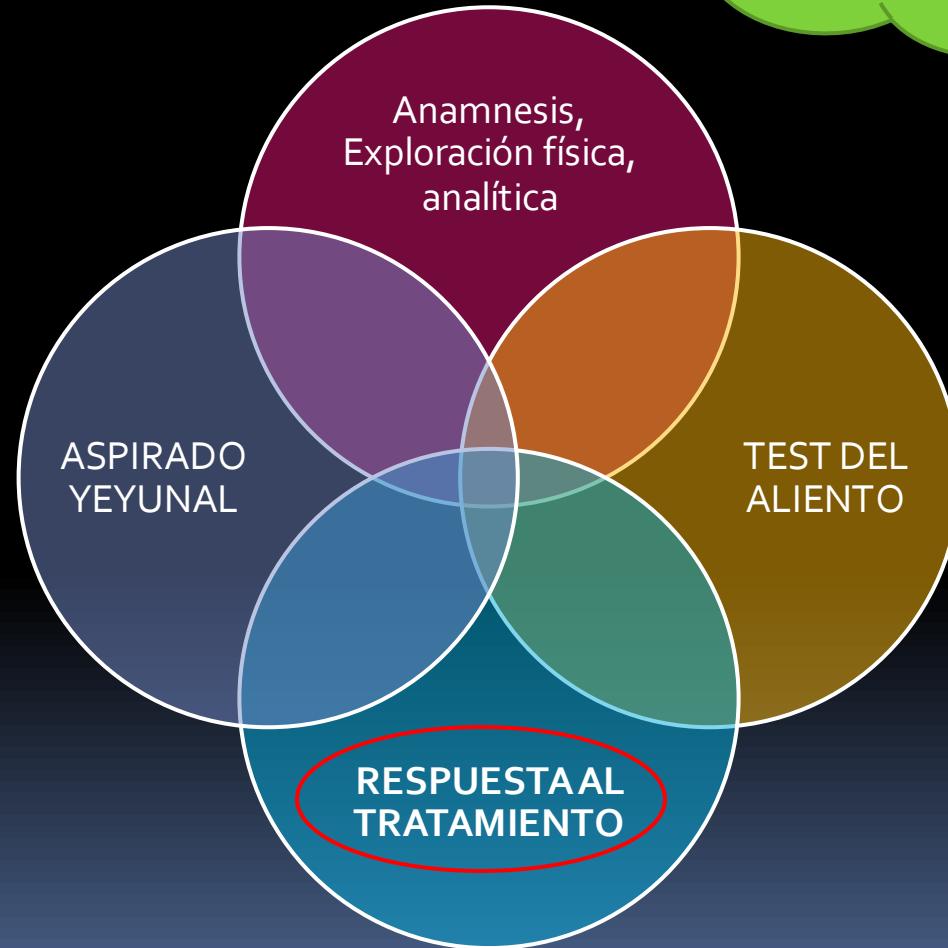 Anamnesis,
Exploración física,
analítica
ASPIRADO
YEYUNAL
TEST DEL
ALIENTO
RESPUESTA AL
TRATAMIENTO